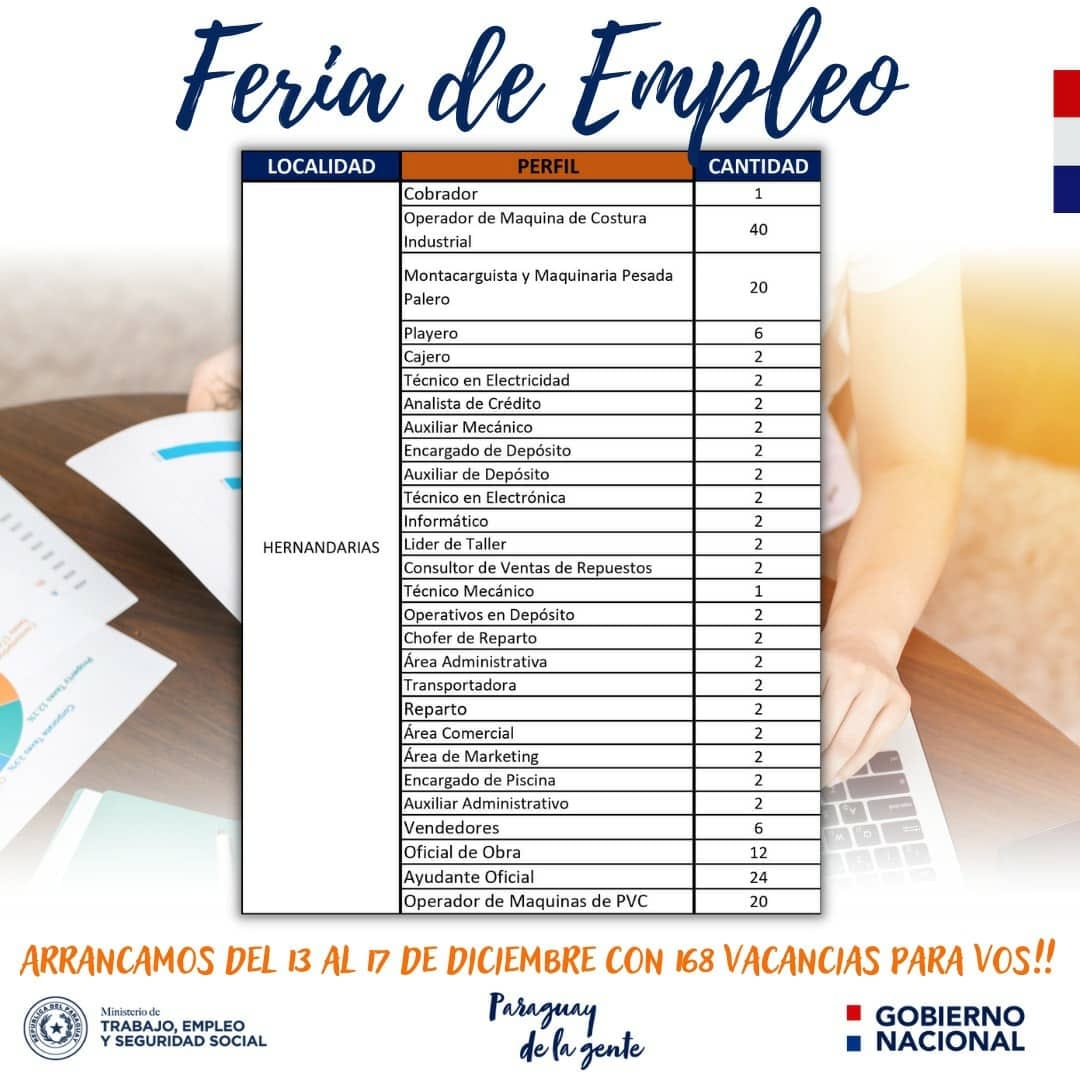 Feria de Empleo
LOCALIDAD PERFIL CANTIDAD
HERNANDARIAS
Cobrador 1
Operador de Maquina de Costura
Industrial 40
Montacarguista y Maquinaria Pesada
Palero 20
Playero 6
Cajero 2
Técnico en Electricidad 2
Analista de Crédito 2
Auxiliar Mecánico 2
Encargado de Depósito 2
Auxiliar de Depósito 2
Técnico en Electrónica 2
Informático 2
Lider de Taller 2
Consultor de Ventas de Repuestos 2
Técnico Mecánico 1
Operativos en Depósito 2
Chofer de Reparto 2
Área Administrativa 2
Transportadora 2
Reparto 2
Área Comercial 2
Área de Marketing 2
Encargado de Piscina 2
Auxiliar Administrativo 2
Vendedores 6
Oficial de Obra 12
Ayudante Oficial 24
Operador de Maquinas de PVC 20
ARRANCAMOS DEL 13 AL 17 DE DICIEMBRE CON 168 VACANCIAS PARA VOS!!
REPUBLICA DEL PARAGUAY
Ministerio de
TRABAJO, EMPLEO
Y SEGURIDAD SOCIAL
Paraguay
de la gente
GOBIERNO
NACIONAL